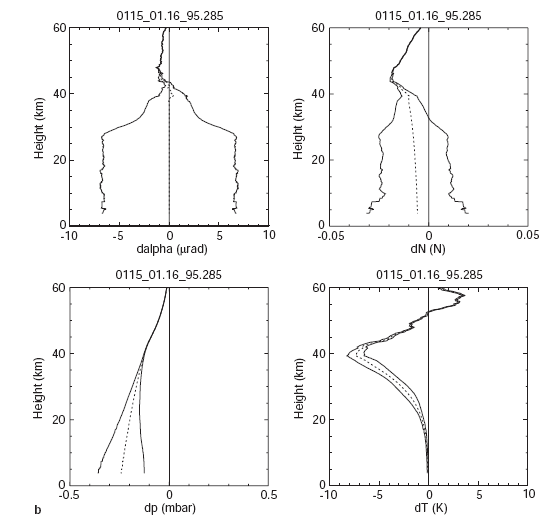 0115_01.16_95.285 0115_01.16_95.285
60 60
40 40
Height (km) Height (km)
20 20
0 0
-10 -5 0 5 10 -0.05 0 0.05
dalpha (μrad) dN (N)
0115_01.16_95.285 0115_01.16_95.285
60 60
40 40
Height (km) Height (km)
20 20
0 0
-0.5 0 0.5 -10 -5 0 5 10
b dp (mbar) dT (K)